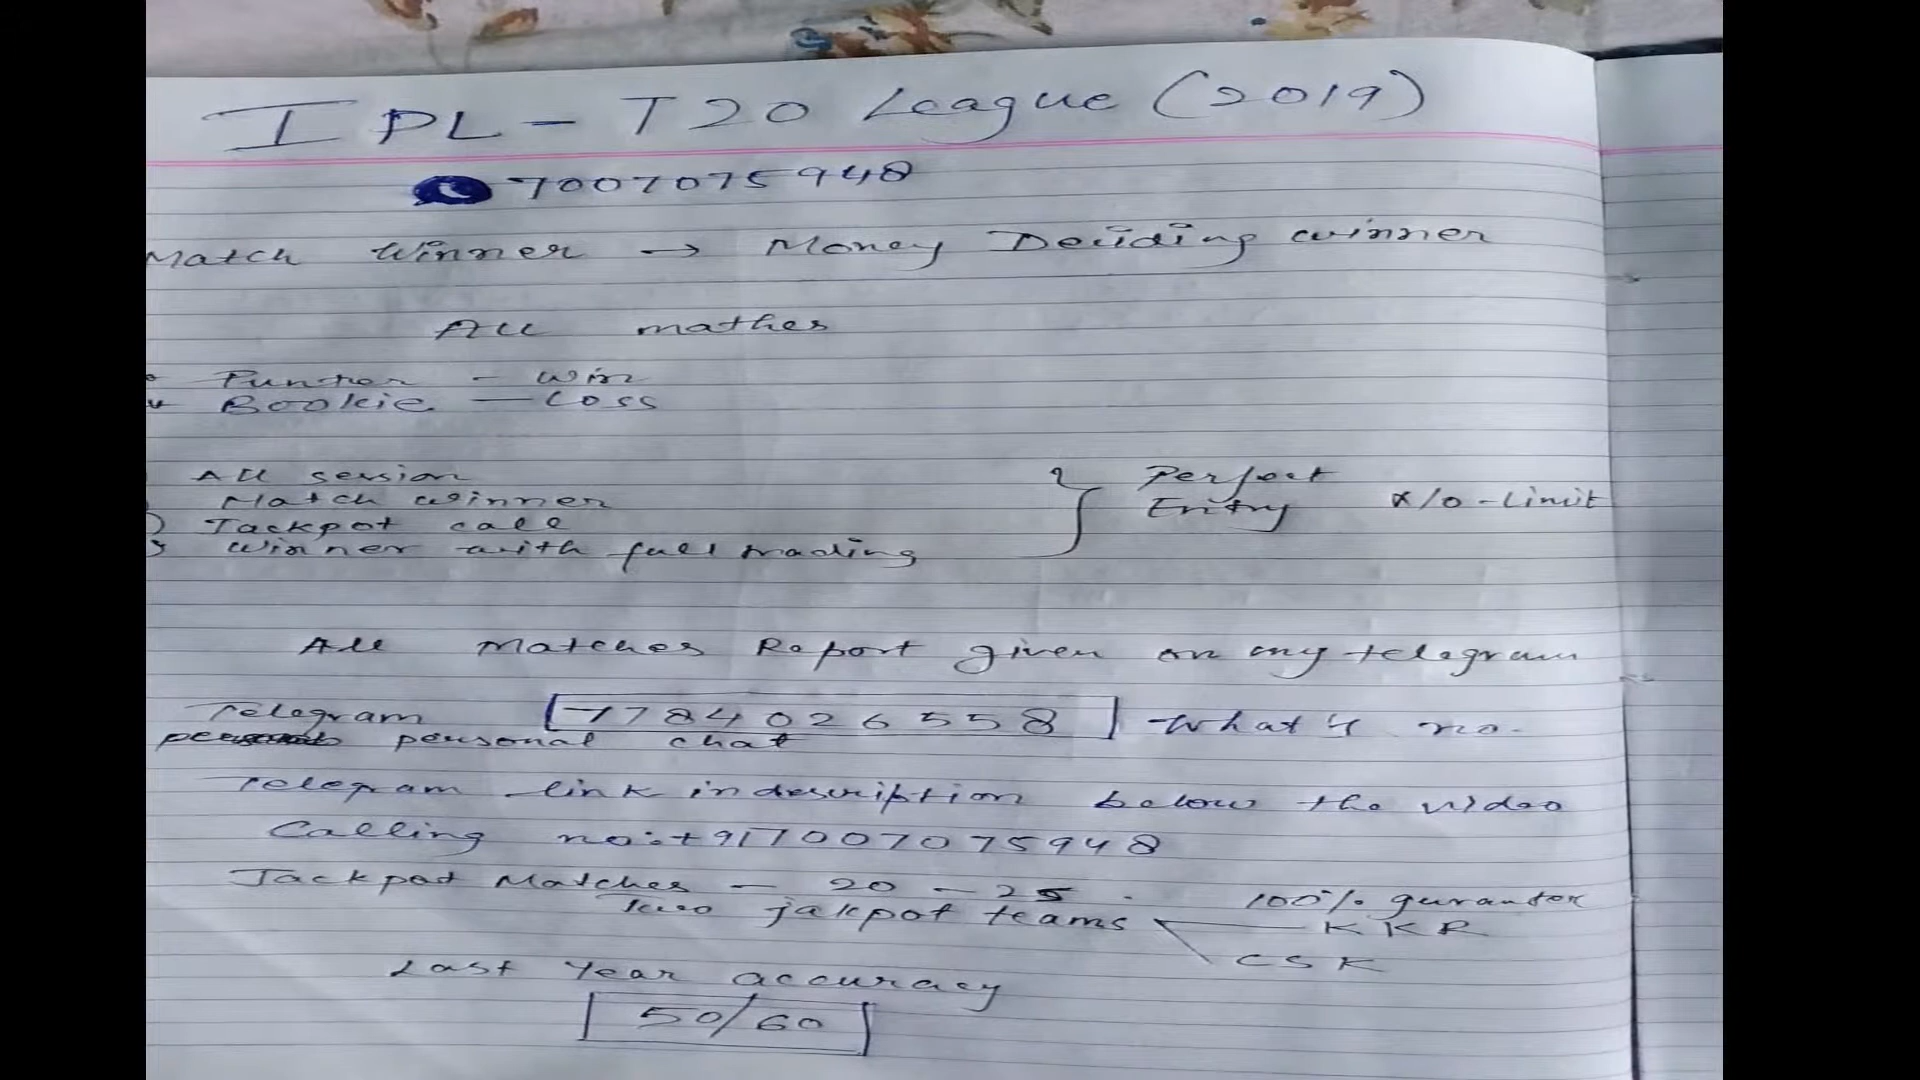 IPL - T20 League (2019)
7007075948
Match Winner → Money Deciding winner
All mathes
Punter - win
Bookie - Loss
All session
Match winner
Jackpot call
winner with full trading
Perfect
Entry
x/0-Limit
All Matches Report given on my telegram
Telegram [7784026558] What's no.
personal chat
Telegram link in description below the video
Calling no:+917007075948
Jackpot Matches - 20 - 25
two jakpot teams
100% gurantee
KKR
CSK
Last Year accuracy
50/60